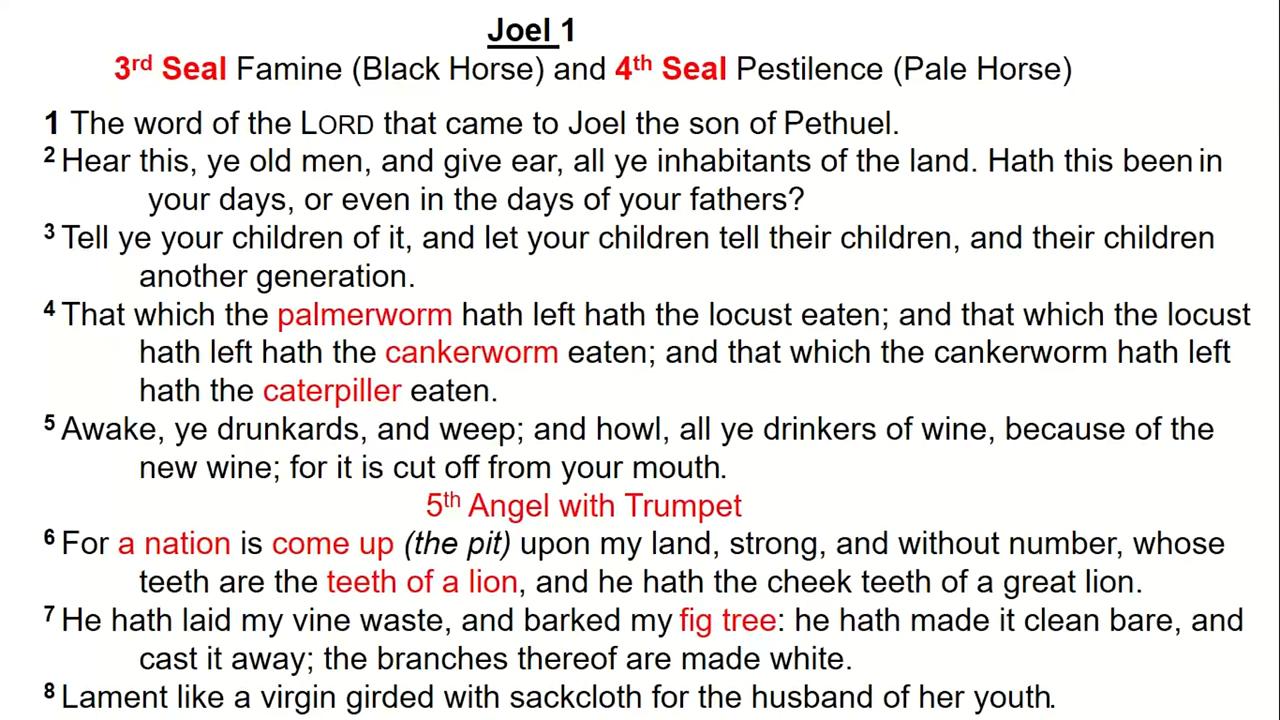 Joel 1
3rd Seal Famine (Black Horse) and 4th Seal Pestilence (Pale Horse)
1 The word of the LORD that came to Joel the son of Pethuel.
2 Hear this, ye old men, and give ear, all ye inhabitants of the land. Hath this been in
your days, or even in the days of your fathers?
3 Tell ye your children of it, and let your children tell their children, and their children
another generation.
4 That which the palmerworm hath left hath the locust eaten; and that which the locust
hath left hath the cankerworm eaten; and that which the cankerworm hath left
hath the caterpiller eaten.
5 Awake, ye drunkards, and weep; and howl, all ye drinkers of wine, because of the
new wine; for it is cut off from your mouth.
5th Angel with Trumpet
6 For a nation is come up (the pit) upon my land, strong, and without number, whose
teeth are the teeth of a lion, and he hath the cheek teeth of a great lion.
7 He hath laid my vine waste, and barked my fig tree: he hath made it clean bare, and
cast it away; the branches thereof are made white.
8 Lament like a virgin girded with sackcloth for the husband of her youth.